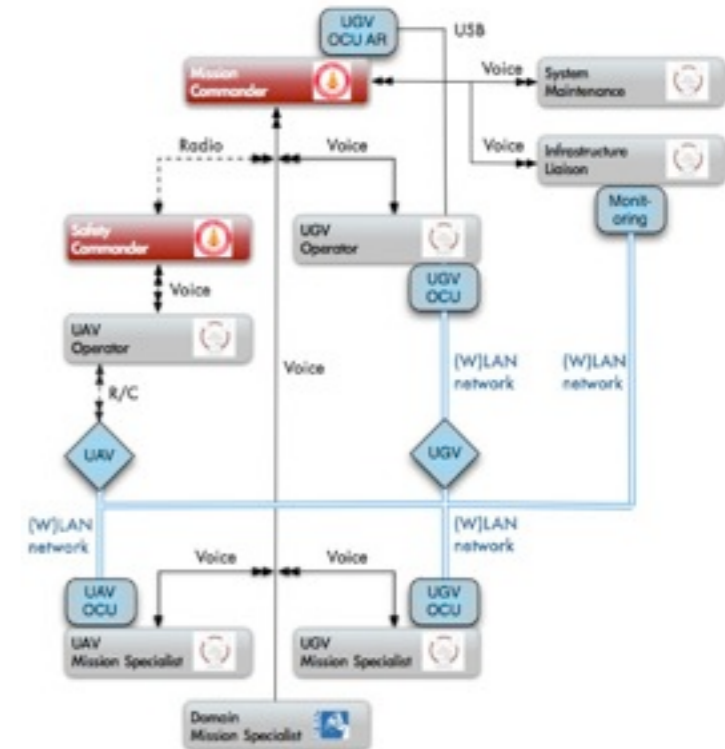 UGV
OCU AR
USB
Mission
Commander
Voice
System
Maintenance
Radio
Voice
Voice
Infrastructure
Liaison
Monit-
oring
Safety
Commander
UGV
Operator
UGV
OCU
Voice
UAV
Operator
Voice
(W)LAN
network
(W)LAN
network
R/C
UAV
UGV
(W)LAN
network
(W)LAN
network
Voice
Voice
UAV
OCU
UGV
OCU
UAV
Mission Specialist
UGV
Mission Specialist
Domain
Mission Specialist